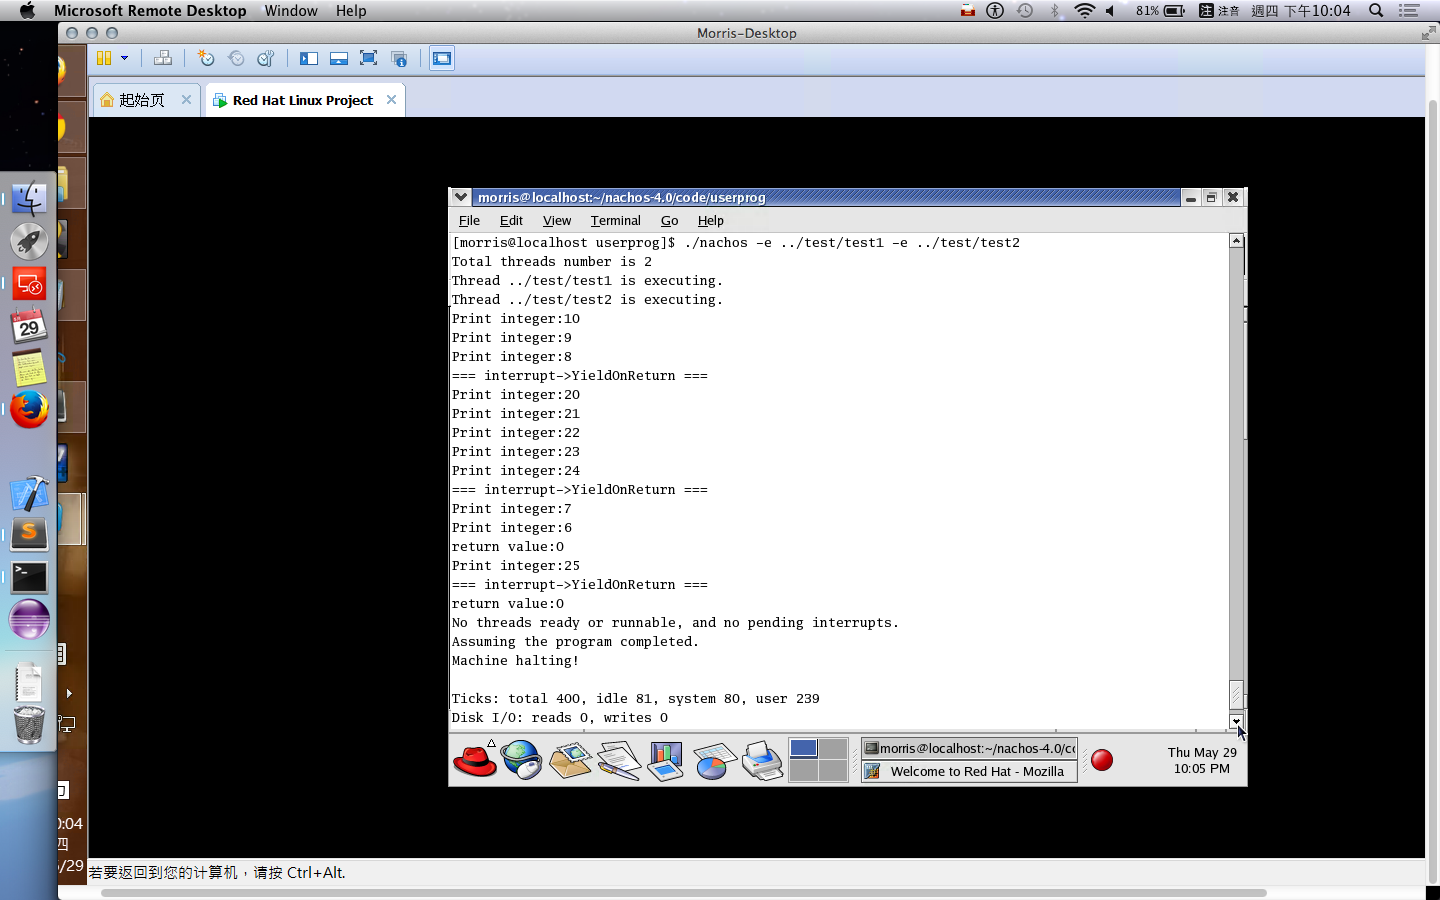 Microsoft Remote Desktop Window Help 81% 注 注音 週四 下午10:04
Morris-Desktop
起始页 Red Hat Linux Project
morris@localhost:~/nachos-4.0/code/userprog
File Edit View Terminal Go Help
[morris@localhost userprog]$ ./nachos -e ../test/test1 -e ../test/test2
Total threads number is 2
Thread ../test/test1 is executing.
Thread ../test/test2 is executing.
Print integer:10
Print integer:9
Print integer:8
=== interrupt->YieldOnReturn ===
Print integer:20
Print integer:21
Print integer:22
Print integer:23
Print integer:24
=== interrupt->YieldOnReturn ===
Print integer:7
Print integer:6
return value:0
Print integer:25
=== interrupt->YieldOnReturn ===
return value:0
No threads ready or runnable, and no pending interrupts.
Assuming the program completed.
Machine halting!
Ticks: total 400, idle 81, system 80, user 239
Disk I/O: reads 0, writes 0
morris@localhost:~/nachos-4.0/cc
Welcome to Red Hat - Mozilla
Thu May 29
10:05 PM
29
:04
四
/29
若要返回到您的计算机，请按 Ctrl+Alt.